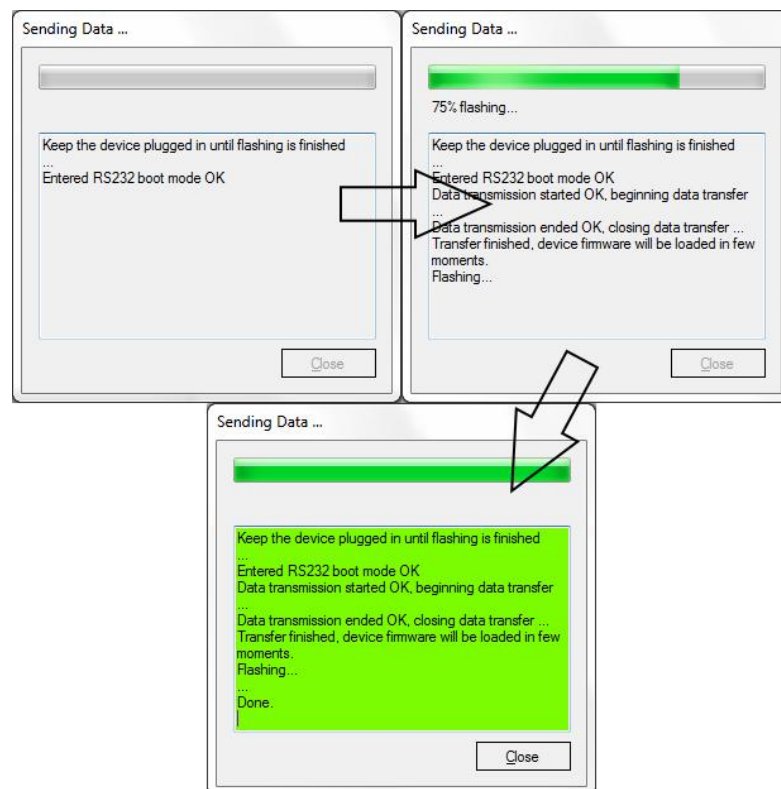 Sending Data ...
Keep the device plugged in until flashing is finished
...
Entered RS232 boot mode OK
Close
Sending Data ...
75% flashing...
Keep the device plugged in until flashing is finished
...
Entered RS232 boot mode OK
Data transmission started OK, beginning data transfer
...
Data transmission ended OK, closing data transfer ...
Transfer finished, device firmware will be loaded in few
moments.
Flashing...
Close
Sending Data ...
Keep the device plugged in until flashing is finished
...
Entered RS232 boot mode OK
Data transmission started OK, beginning data transfer
...
Data transmission ended OK, closing data transfer ...
Transfer finished, device firmware will be loaded in few
moments.
Flashing...
...
Done.
Close